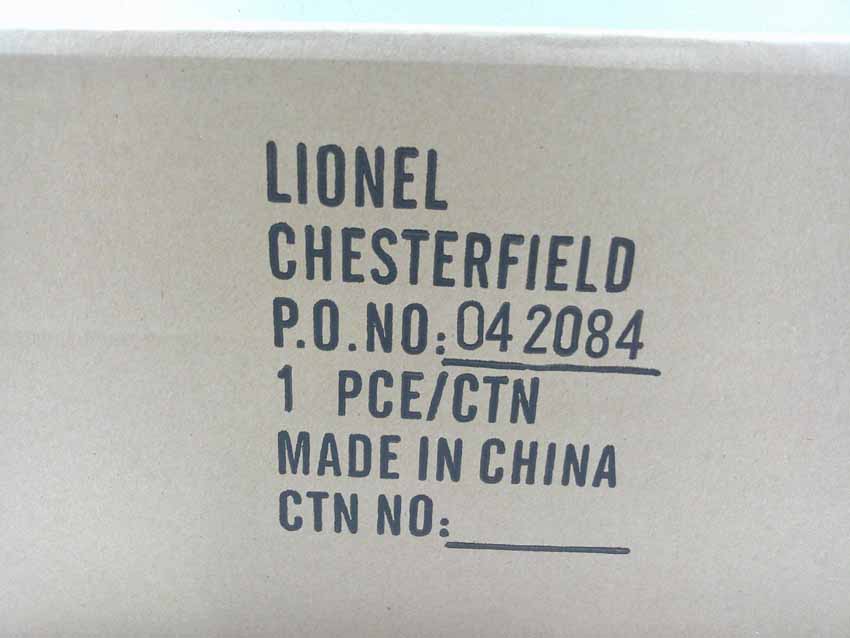 LIONEL
CHESTERFIELD
P.O.NO:042084
1 PCE/CTN
MADE IN CHINA
CTN NO: